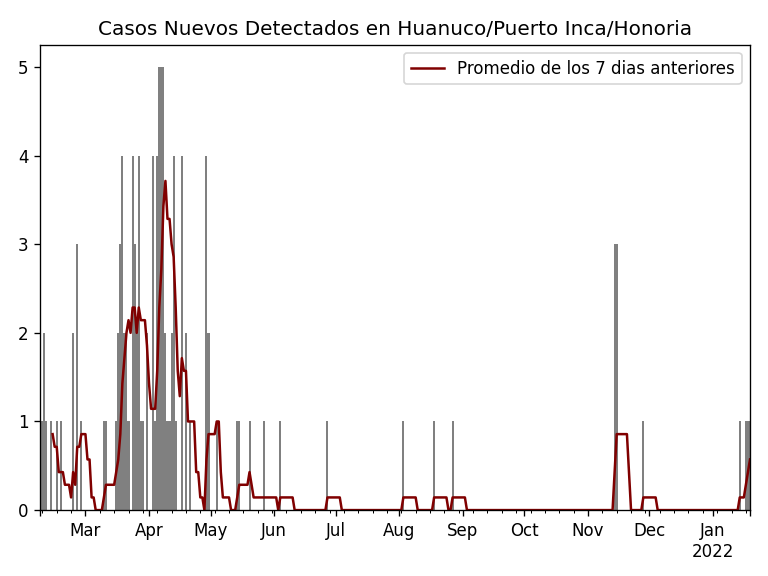 Casos Nuevos Detectados en Huanuco/Puerto Inca/Honoria
Promedio de los 7 dias anteriores
5
4
3
2
1
0
Mar Apr May Jun Jul Aug Sep Oct Nov Dec Jan
2022